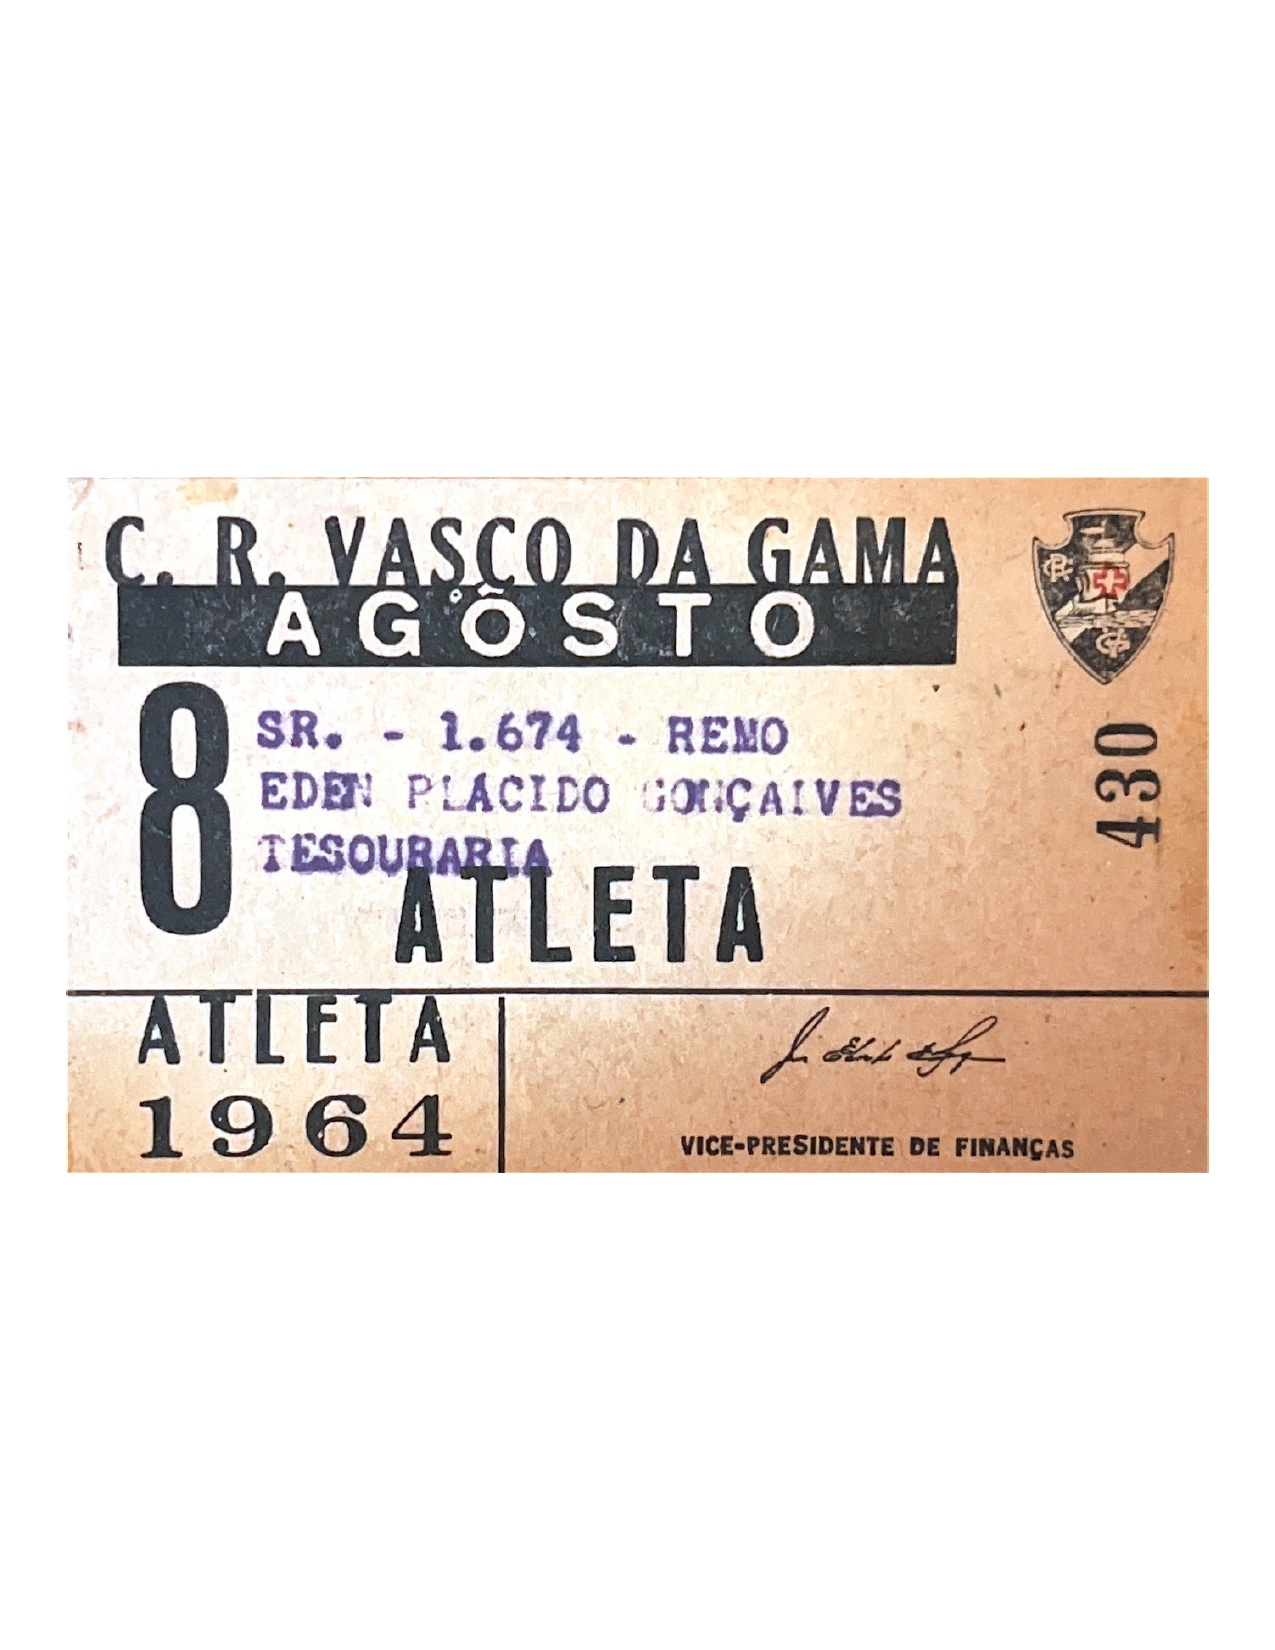 C. R. VASCO DA GAMA
AGÔSTO
8
SR. - 1.674 - REMO
EDEN PLACIDO GONÇALVES
TESOURARIA
ATLETA
430
ATLETA
1964
VICE-PRESIDENTE DE FINANÇAS